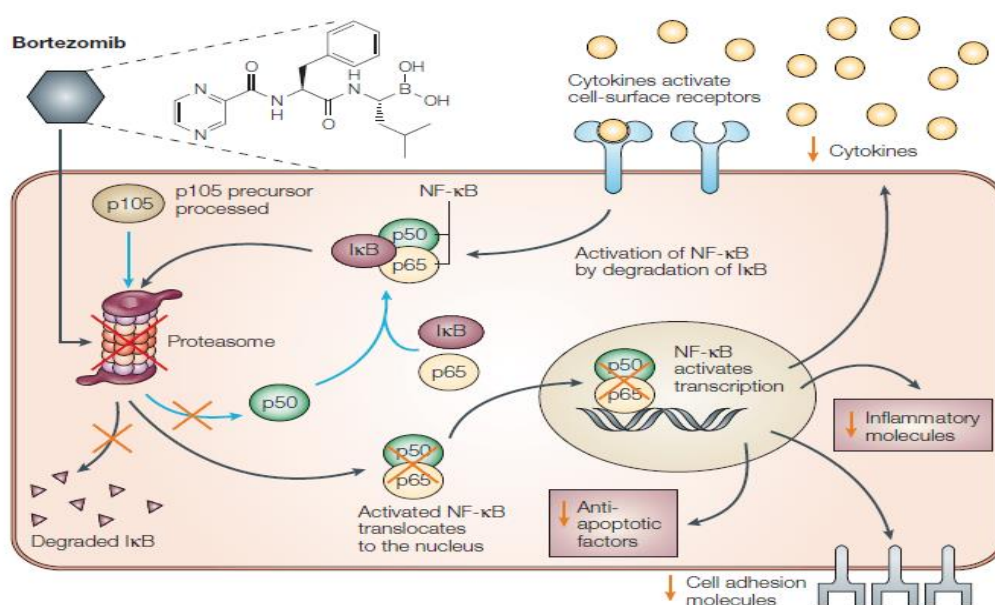 Bortezomib
O
N
N
N
H
O
H
N
B
OH
OH
Cytokines activate
cell-surface receptors
Cytokines
p105
p105 precursor
processed
NF-κB
IκB
p50
p65
Activation of NF-κB
by degradation of IκB
Proteasome
IκB
p65
p50
p50
p65
NF-κB
activates
transcription
p50
p65
Activated NF-κB
translocates
to the nucleus
Degraded IκB
Anti-
apoptotic
factors
Inflammatory
molecules
Cell adhesion
molecules